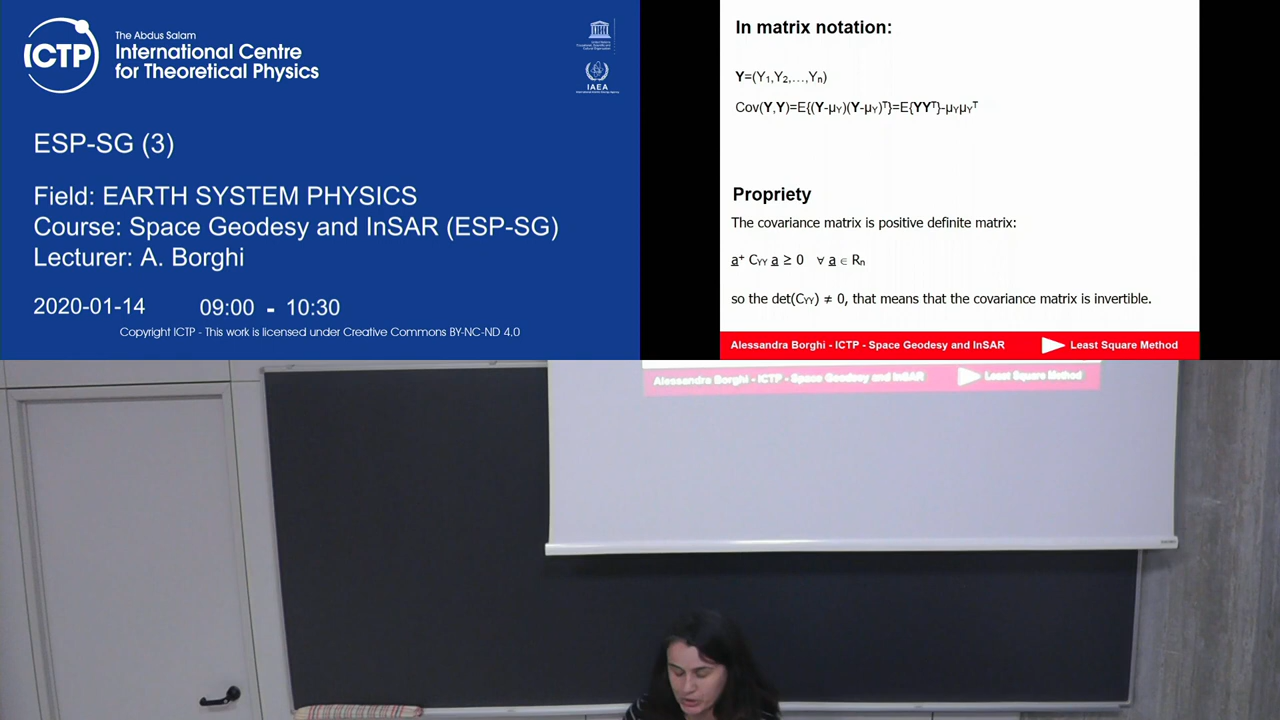 ICTP
The Abdus Salam
International Centre
for Theoretical Physics
IAEA
ESP-SG (3)
Field: EARTH SYSTEM PHYSICS
Course: Space Geodesy and InSAR (ESP-SG)
Lecturer: A. Borghi
2020-01-14 09:00 - 10:30
Copyright ICTP - This work is licensed under Creative Commons BY-NC-ND 4.0
In matrix notation:
Y=(Y₁,Y₂,...,Yₙ)
Cov(Y,Y)=E{(Y-μY)(Y-μY)ᵀ}=E{YYᵀ}-μYμYᵀ
Propriety
The covariance matrix is positive definite matrix:
a⁺ CYY a ≥ 0 ∀ a ∈ Rₙ
so the det(CYY) ≠ 0, that means that the covariance matrix is invertible.
Alessandra Borghi - ICTP - Space Geodesy and InSAR Least Square Method
Alessandra Borghi - ICTP - Space Geodesy and InSAR Least Square Method